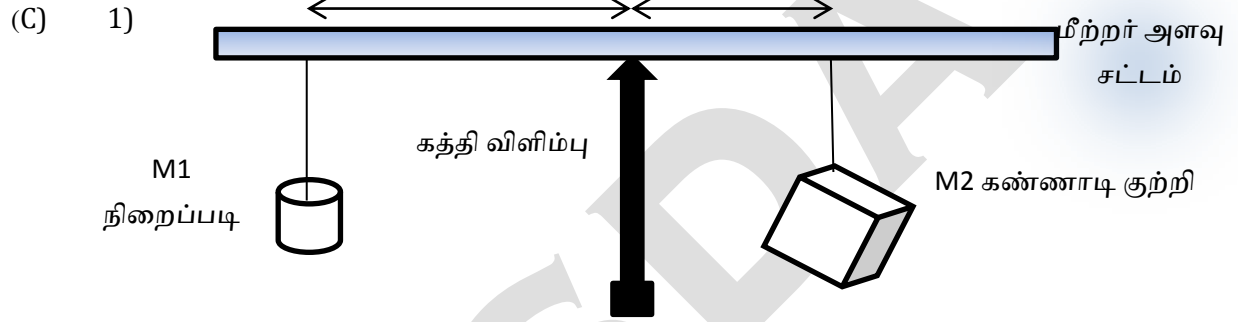 (C) 1)
மீற்றர் அளவு
சட்டம்
கத்தி விளிம்பு
M1
நிறைப்படி
M2 கண்ணாடி குற்றி